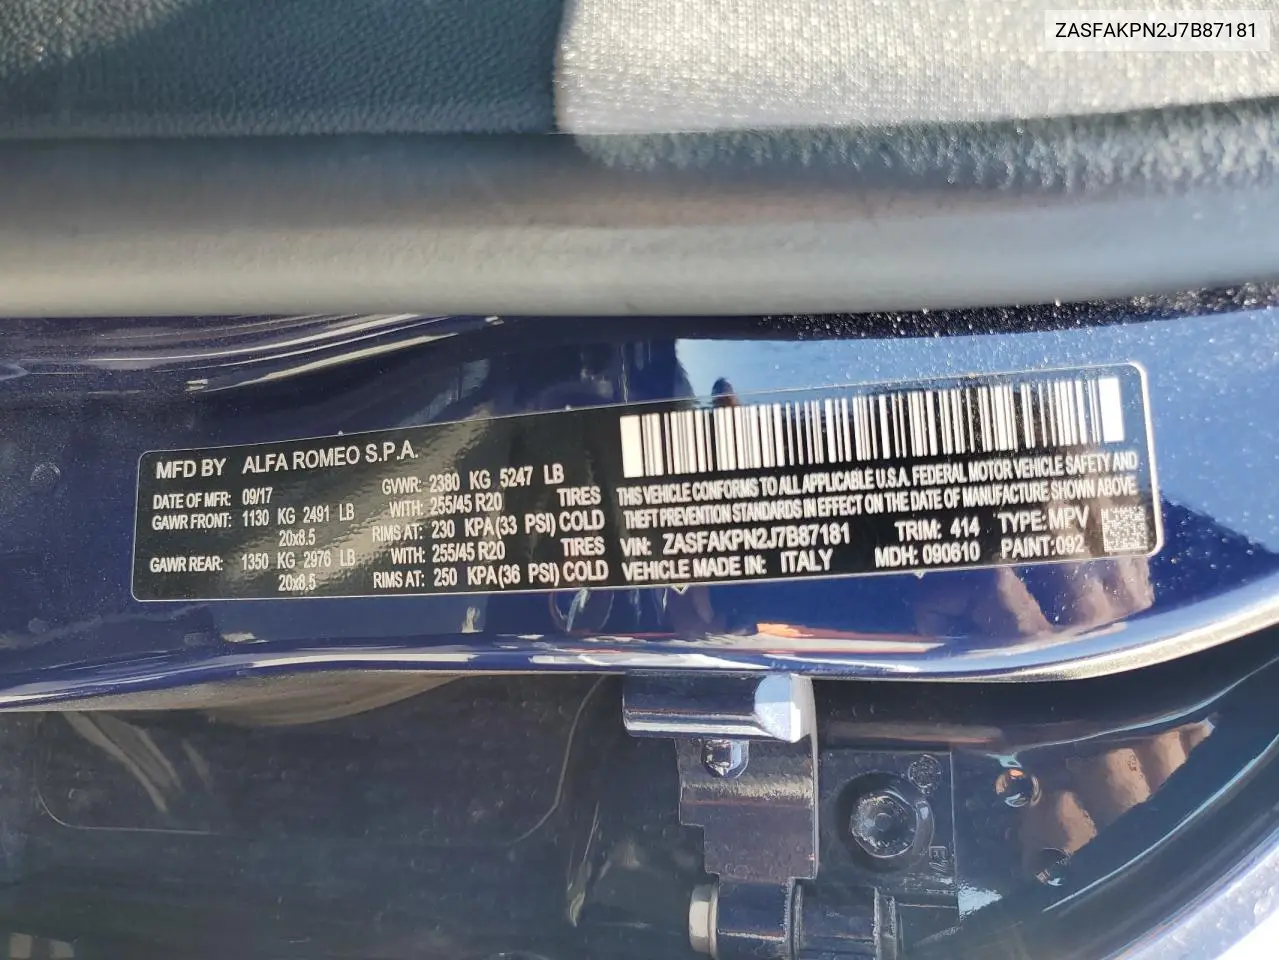 ZASFAKPN2J7B87181
MFD BY ALFA ROMEO S.P.A.
DATE OF MFR: 09/17 GVWR: 2380 KG 5247 LB
GAWR FRONT: 1130 KG 2491 LB WITH: 255/45 R20 TIRES
20x8.5 RIMS AT: 230 KPA(33 PSI) COLD
GAWR REAR: 1350 KG 2976 LB WITH: 255/45 R20 TIRES
20x8,5 RIMS AT: 250 KPA(36 PSI) COLD
THIS VEHICLE CONFORMS TO ALL APPLICABLE U.S.A. FEDERAL MOTOR VEHICLE SAFETY AND
THEFT PREVENTION STANDARDS IN EFFECT ON THE DATE OF MANUFACTURE SHOWN ABOVE
VIN: ZASFAKPN2J7B87181 TRIM: 414 TYPE: MPV
VEHICLE MADE IN: ITALY MDH: 090610 PAINT:092